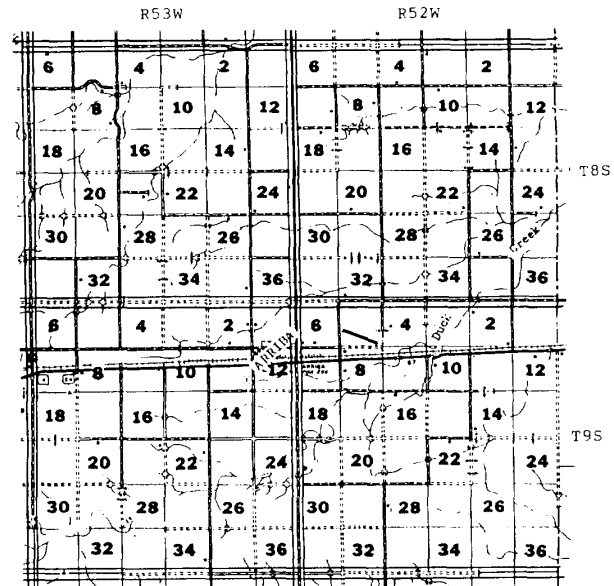 R53W R52W
6 4 2 6 4 2
8 10 12 8 10 12
18 16 14 18 16 14
T8S
20 22 24 20 22 24
30 28 26 30 28 26
Creek
32 34 36 32 34 36
6 4 2 6 4 2
Duck
ARRIBA
8 10 12 8 10 12
18 16 14 18 16 14
T9S
20 22 24 20 22 24
30 28 26 30 28 26
32 34 36 32 34 36